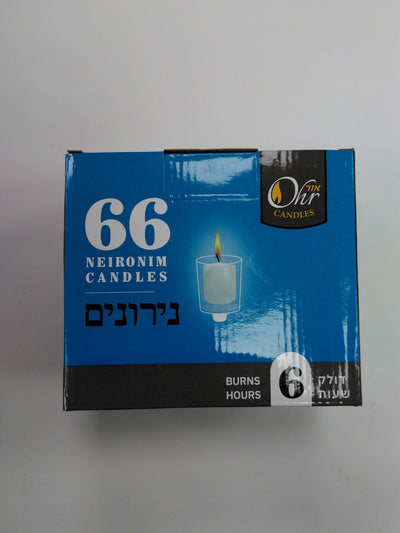 אור
Ohr
CANDLES
66
NEIRONIM
CANDLES
נירונים
BURNS
HOURS
6
דולק
שעות